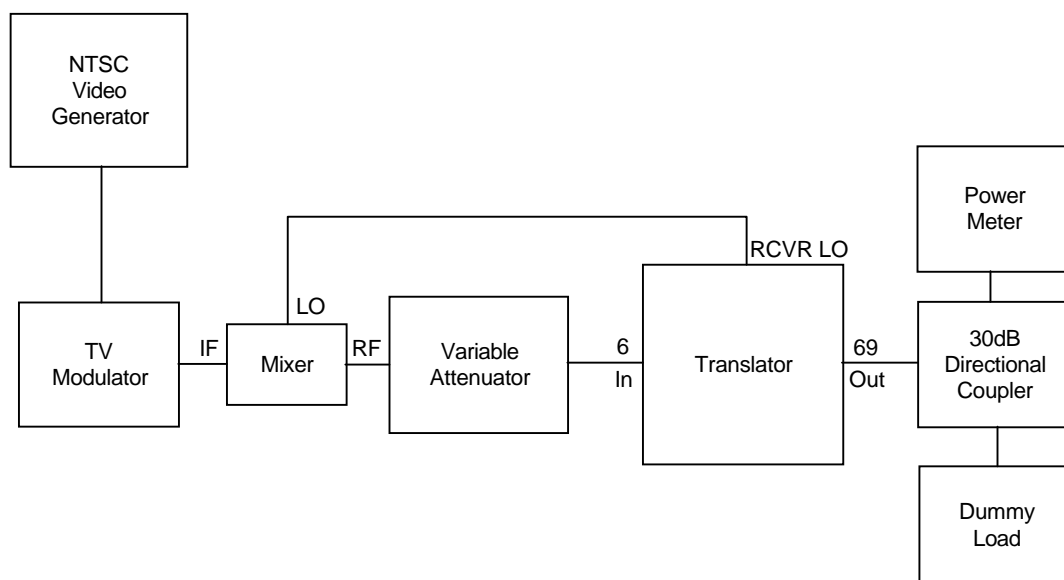 NTSC
Video
Generator
Power
Meter
RCVR LO
LO
TV
Modulator
IF
Mixer
RF
Variable
Attenuator
6
In
Translator
69
Out
30dB
Directional
Coupler
Dummy
Load